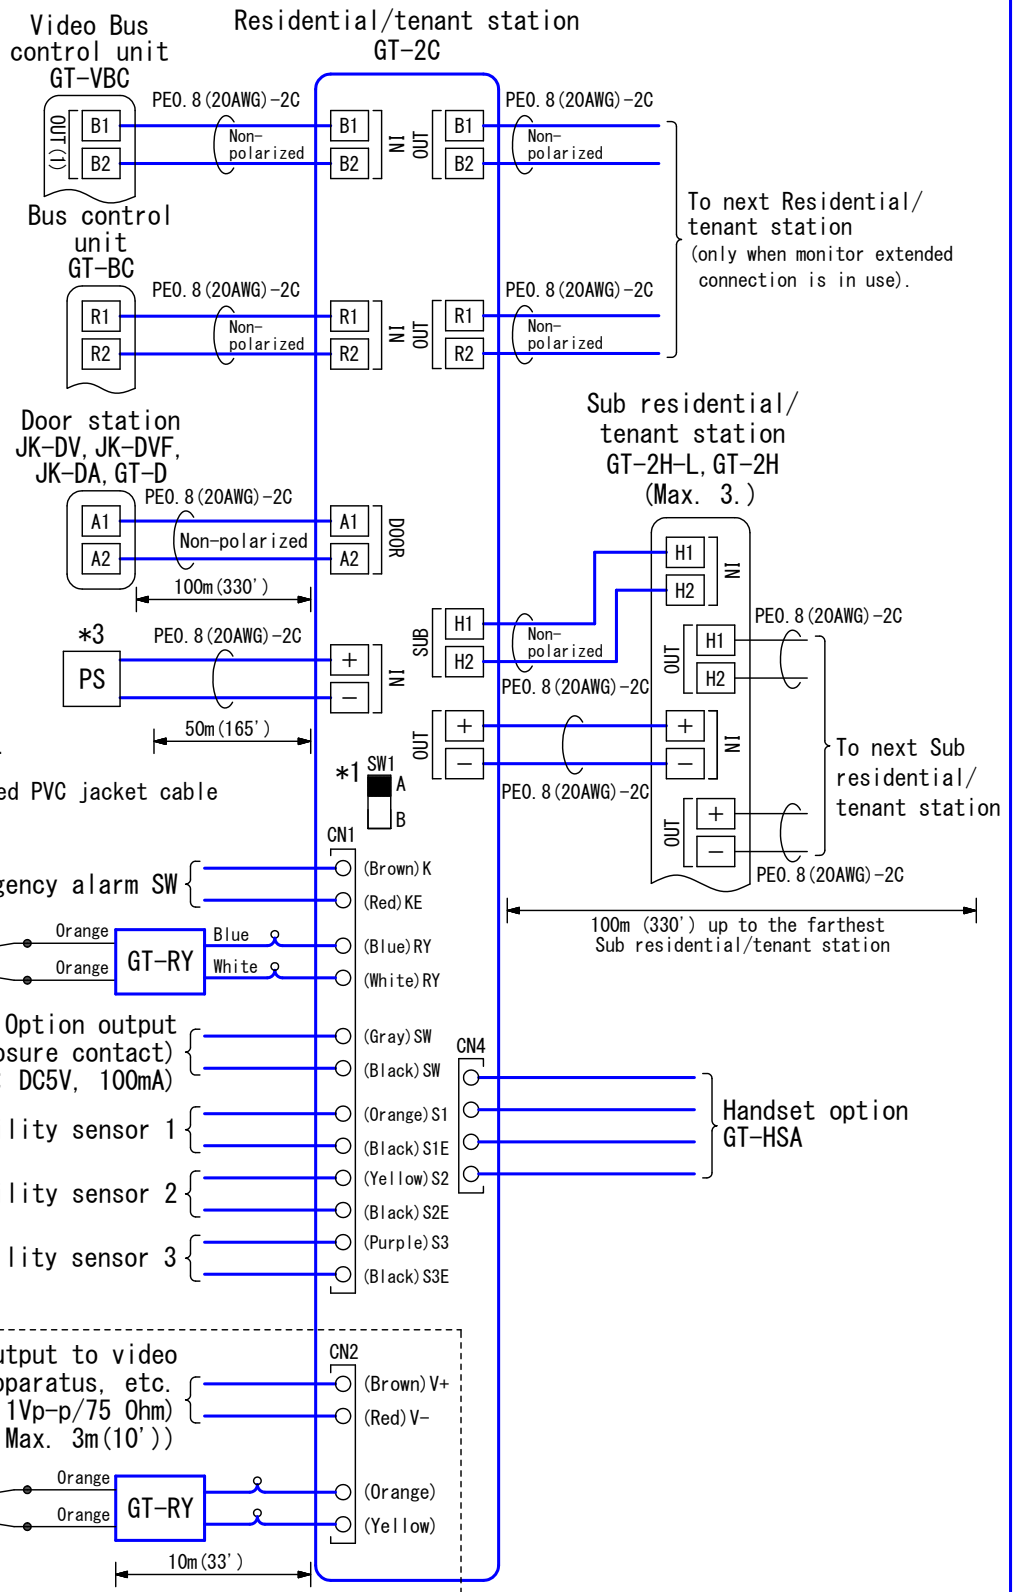 Video Bus
control unit
GT-VBC
Residential/tenant station
GT-2C
PE0.8(20AWG)-2C
PE0.8(20AWG)-2C
OUT(1)
B1
B2
Non-
polarized
B1
B2
IN
OUT
B1
B2
Non-
polarized
To next Residential/
tenant station
(only when monitor extended
connection is in use).
Bus control
unit
GT-BC
PE0.8(20AWG)-2C
PE0.8(20AWG)-2C
R1
R2
Non-
polarized
R1
R2
IN
OUT
R1
R2
Non-
polarized
Door station
JK-DV,JK-DVF,
JK-DA,GT-D
PE0.8(20AWG)-2C
A1
A2
Non-polarized
A1
A2
DOOR
100m(330')
Sub residential/
tenant station
GT-2H-L,GT-2H
(Max. 3.)
H1
H2
IN
*3
PS
PE0.8(20AWG)-2C
+
−
IN
50m(165')
SUB
H1
H2
Non-
polarized
PE0.8(20AWG)-2C
PE0.8(20AWG)-2C
OUT
H1
H2
OUT
+
−
PE0.8(20AWG)-2C
+
−
IN
To next Sub
residential/
tenant station
OUT
+
−
PE0.8(20AWG)-2C
100m (330') up to the farthest
Sub residential/tenant station
ed PVC jacket cable
*1
SW1
A
B
CN1
gency alarm SW
(Brown)K
(Red)KE
Orange
Orange
GT-RY
Blue
White
(Blue)RY
(White)RY
Option output
osure contact)
DC5V, 100mA)
(Gray)SW
(Black)SW
lity sensor 1
(Orange)S1
(Black)S1E
lity sensor 2
(Yellow)S2
(Black)S2E
lity sensor 3
(Purple)S3
(Black)S3E
CN4
Handset option
GT-HSA
CN2
utput to video
pparatus, etc.
1Vp-p/75 Ohm)
Max. 3m(10'))
(Brown)V+
(Red)V-
Orange
Orange
GT-RY
(Orange)
(Yellow)
10m(33')